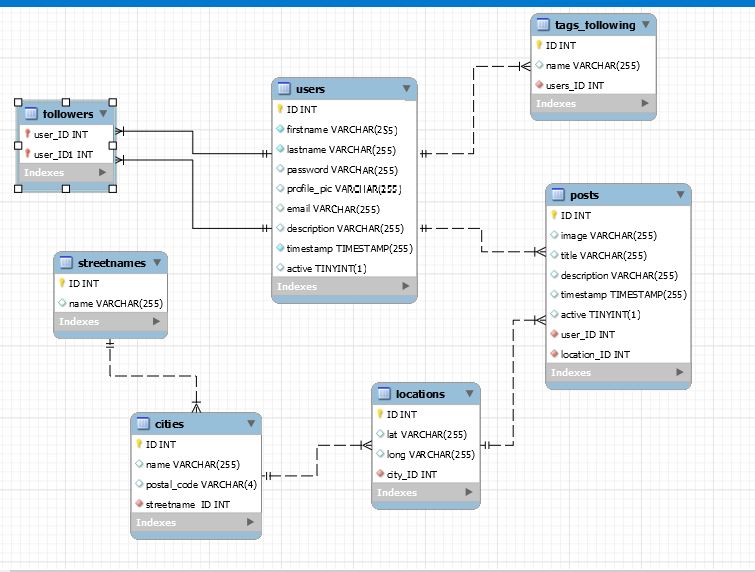 tags_following
ID INT
name VARCHAR(255)
users_ID INT
Indexes
users
ID INT
firstname VARCHAR(255)
lastname VARCHAR(255)
password VARCHAR(255)
profile_pic VARCHAR(255)
email VARCHAR(255)
description VARCHAR(255)
timestamp TIMESTAMP(255)
active TINYINT(1)
Indexes
followers
user_ID INT
user_ID1 INT
Indexes
posts
ID INT
image VARCHAR(255)
title VARCHAR(255)
description VARCHAR(255)
timestamp TIMESTAMP(255)
active TINYINT(1)
user_ID INT
location_ID INT
Indexes
streetnames
ID INT
name VARCHAR(255)
Indexes
locations
ID INT
lat VARCHAR(255)
long VARCHAR(255)
city_ID INT
Indexes
cities
ID INT
name VARCHAR(255)
postal_code VARCHAR(4)
streetname_ID INT
Indexes